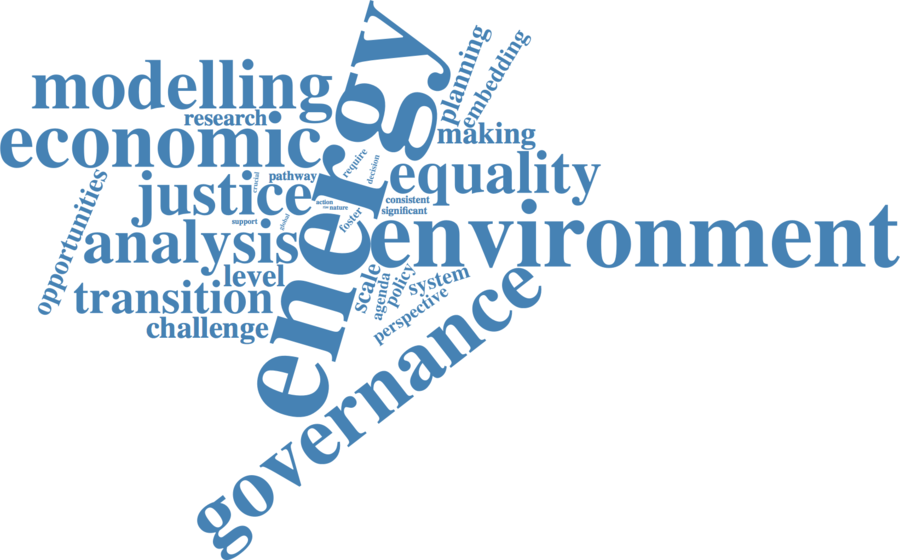 energy
planning
embedding
modelling
research
making
economic
require
decision
equality
crucial
pathway
justice
consistent
action
nature
significant
opportunities
foster
support
global
environment
analysis
level
scale
agenda
policy
system
transition
perspective
challenge
governance